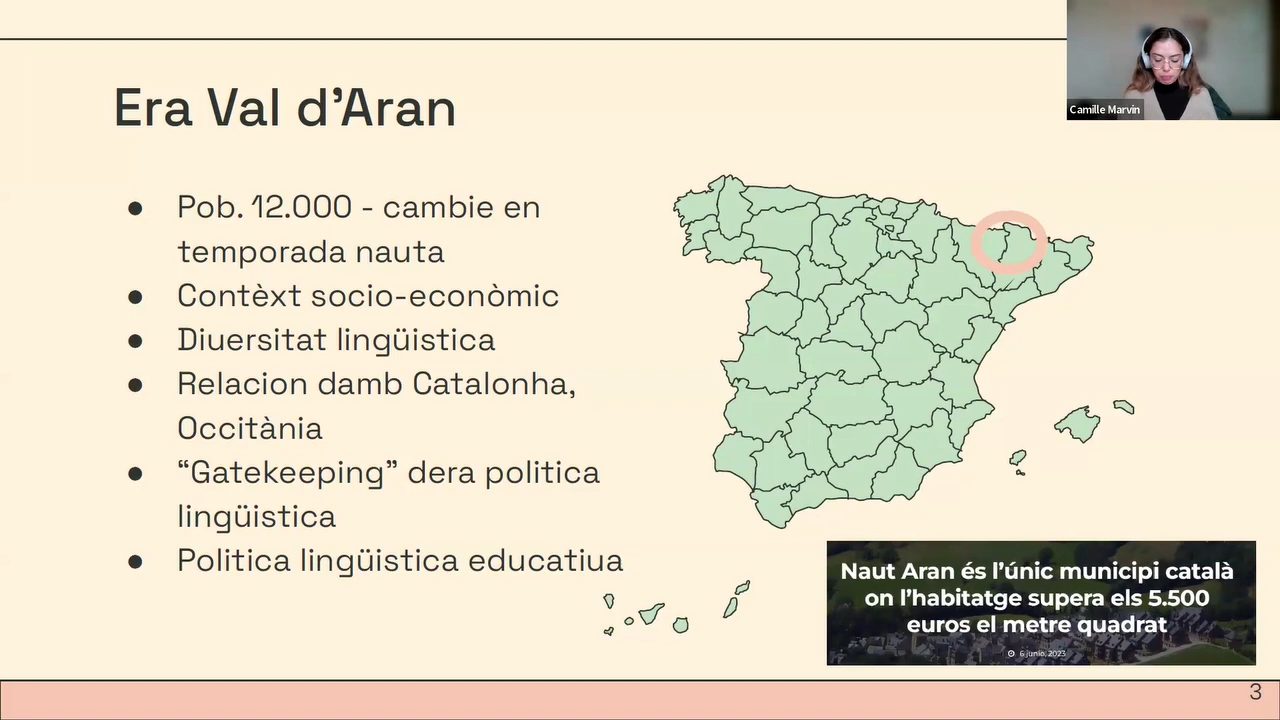 Camille Marvin
Era Val d’Aran
● Pob. 12.000 - cambie en
temporada nauta
● Contèxt socio-econòmic
● Diuersitat lingüistica
● Relacion damb Catalonha,
Occitània
● “Gatekeeping” dera politica
lingüistica
● Politica lingüistica educatiua
Naut Aran és l’únic municipi català
on l’habitatge supera els 5.500
euros el metre quadrat
6 junio, 2023
3